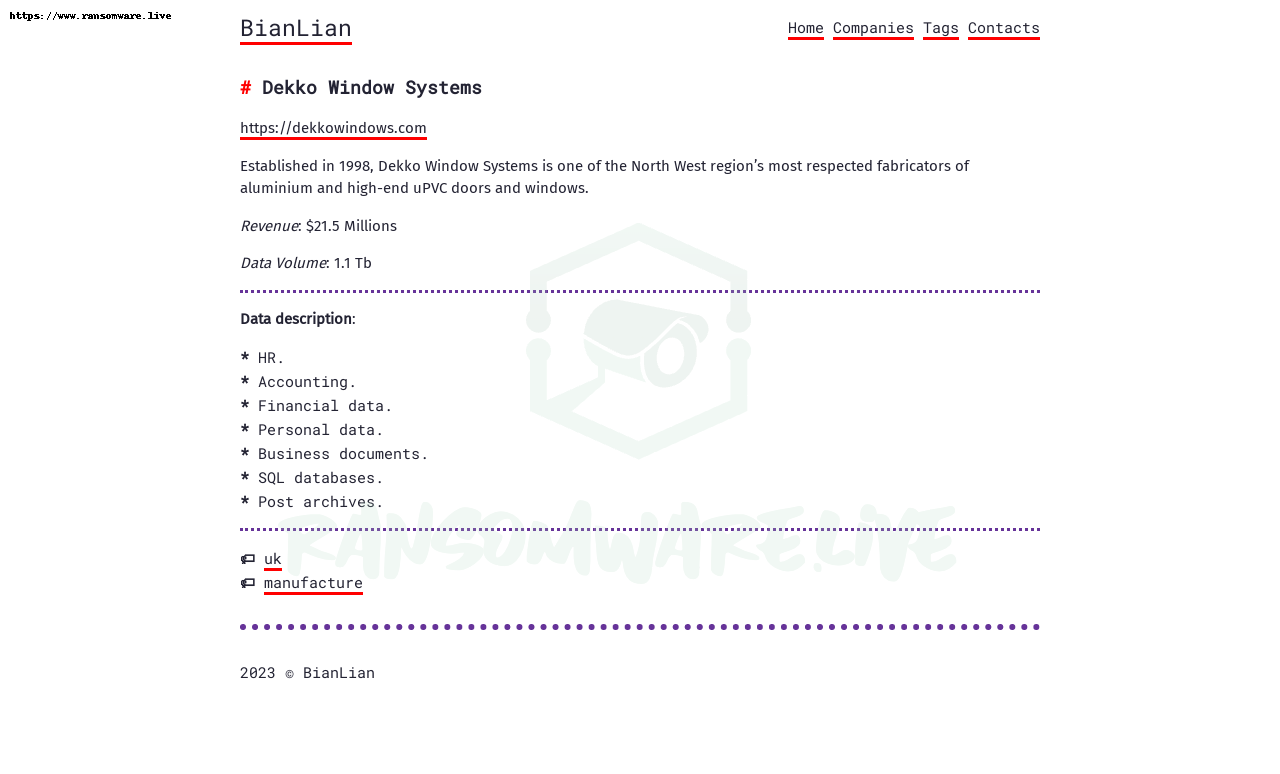 https://www.ransomware.live
BianLian
Home Companies Tags Contacts
# Dekko Window Systems
https://dekkowindows.com
Established in 1998, Dekko Window Systems is one of the North West region’s most respected fabricators of
aluminium and high-end uPVC doors and windows.
Revenue: $21.5 Millions
Data Volume: 1.1 Tb
Data description:
* HR.
* Accounting.
* Financial data.
* Personal data.
* Business documents.
* SQL databases.
* Post archives.
RANSOMWARE.LIVE
uk
manufacture
2023 © BianLian